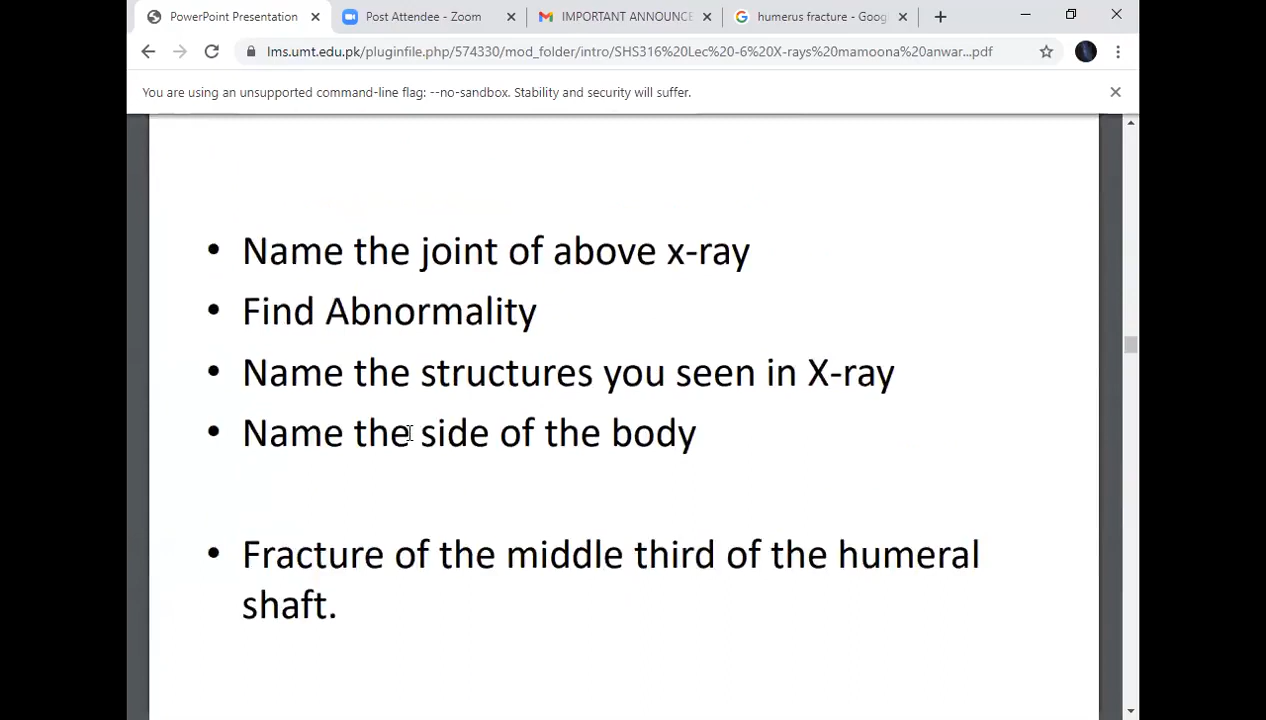 PowerPoint Presentation
Post Attendee - Zoom
IMPORTANT ANNOUNCE
humerus fracture - Goog
lms.umt.edu.pk/pluginfile.php/574330/mod_folder/intro/SHS316%20Lec%20-6%20X-rays%20mamoona%20anwar...pdf
You are using an unsupported command-line flag: --no-sandbox. Stability and security will suffer.
• Name the joint of above x-ray
• Find Abnormality
• Name the structures you seen in X-ray
• Name the side of the body
• Fracture of the middle third of the humeral
shaft.